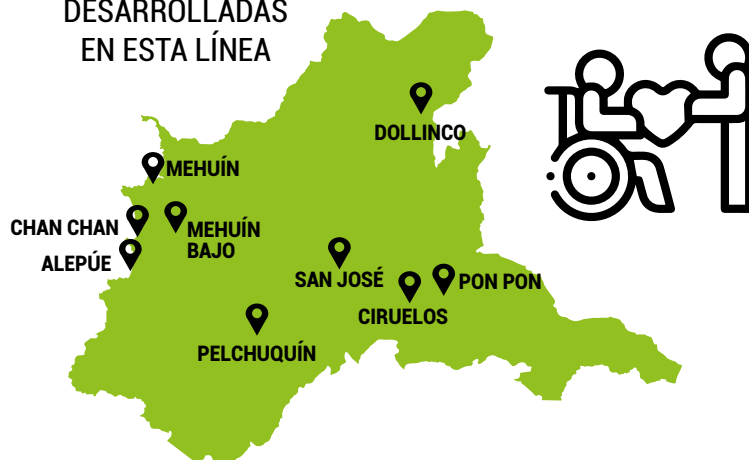 DESARROLLADAS
EN ESTA LÍNEA
DOLLINCO
MEHUÍN
CHAN CHAN
MEHUÍN
BAJO
ALEPÚE
SAN JOSÉ
PON PON
CIRUELOS
PELCHUQUÍN